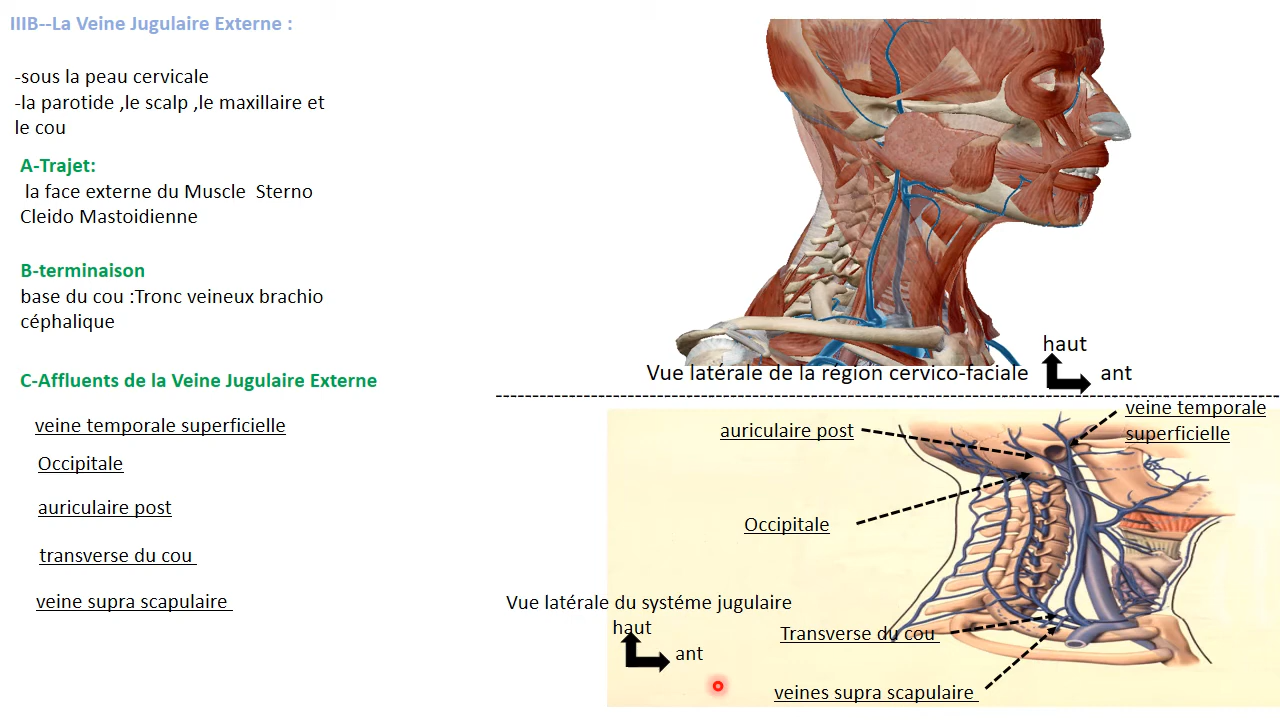 IIIB--La Veine Jugulaire Externe :
-sous la peau cervicale
-la parotide ,le scalp ,le maxillaire et
le cou
A-Trajet:
la face externe du Muscle Sterno
Cleido Mastoidienne
B-terminaison
base du cou :Tronc veineux brachio
céphalique
C-Affluents de la Veine Jugulaire Externe
veine temporale superficielle
Occipitale
auriculaire post
transverse du cou
veine supra scapulaire
haut
Vue latérale de la région cervico-faciale
ant
auriculaire post
veine temporale
superficielle
Occipitale
Vue latérale du systéme jugulaire
haut
ant
Transverse du cou
veines supra scapulaire